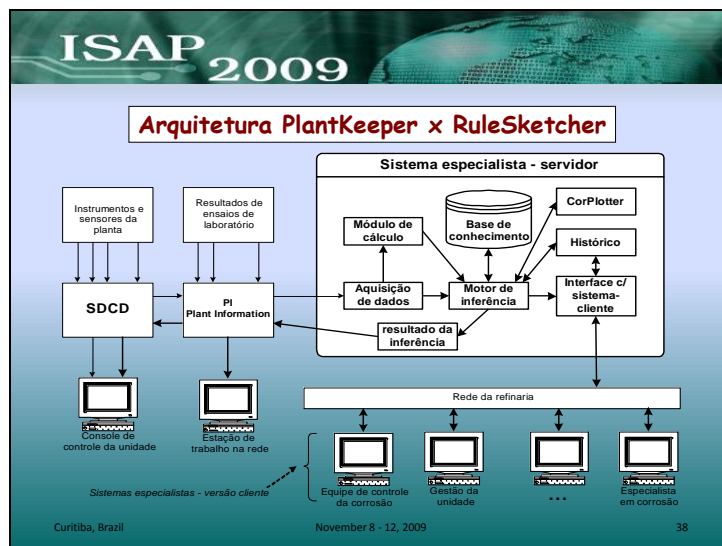 ISAP
2009
Arquitetura PlantKeeper x RuleSketcher
Sistema especialista - servidor
Instrumentos e
sensores da
planta
Resultados de
ensaios de
laboratório
Módulo de
cálculo
Base de
conhecimento
CorPlotter
Histórico
SDCD
PI
Plant Information
Aquisição
de dados
Motor de
inferência
Interface c/
sistema-
cliente
resultado da
inferência
Rede da refinaria
Console de
controle da unidade
Estação de
trabalho na rede
Sistemas especialistas - versão cliente
Equipe de controle
da corrosão
Gestão da
unidade
...
Especialista
em corrosão
Curitiba, Brazil
November 8 - 12, 2009
38